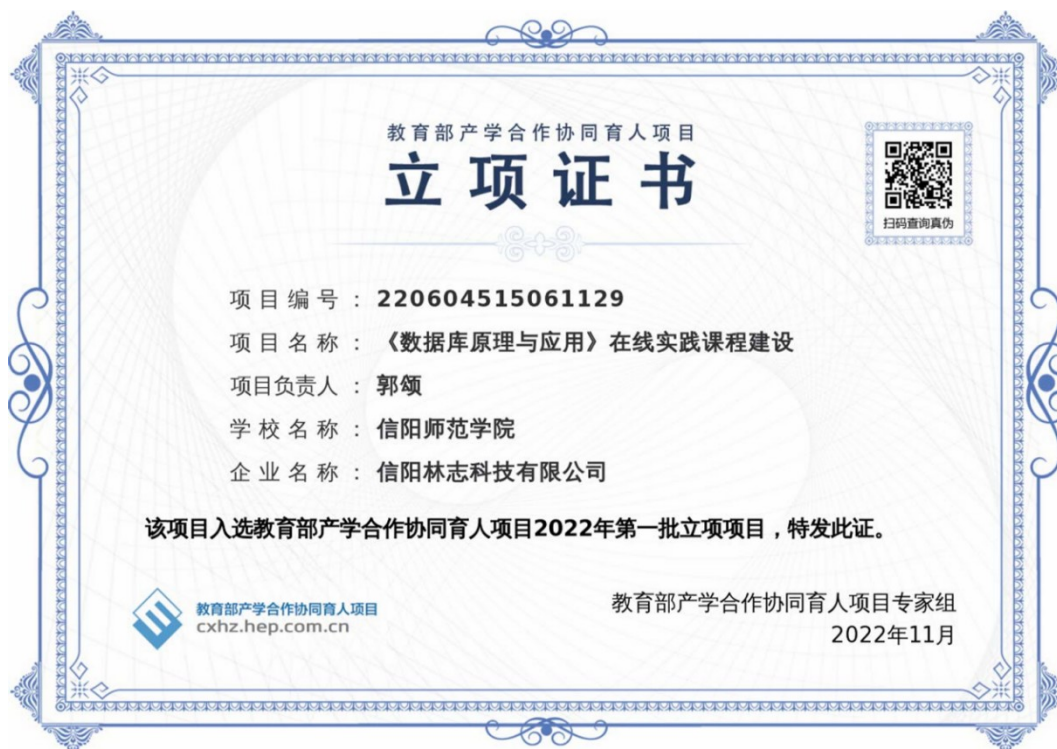 教育部产学合作协同育人项目
立项证书
扫码查询真伪
项目编号：220604515061129
项目名称：《数据库原理与应用》在线实践课程建设
项目负责人：郭颂
学校名称：信阳师范学院
企业名称：信阳林志科技有限公司
该项目入选教育部产学合作协同育人项目2022年第一批立项项目，特发此证。
教育部产学合作协同育人项目
cxhz.hep.com.cn
教育部产学合作协同育人项目专家组
2022年11月